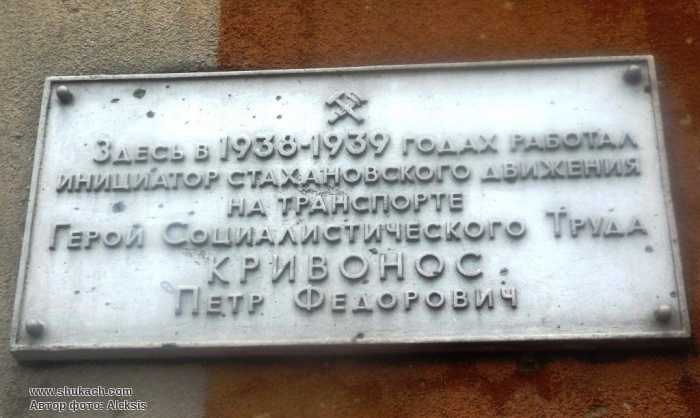 Здесь в 1938-1939 годах работал
инициатор стахановского движения
на транспорте
Герой Социалистического Труда
КРИВОНОС
Петр Федорович
www.shukach.com
Автор фото: Aleksis